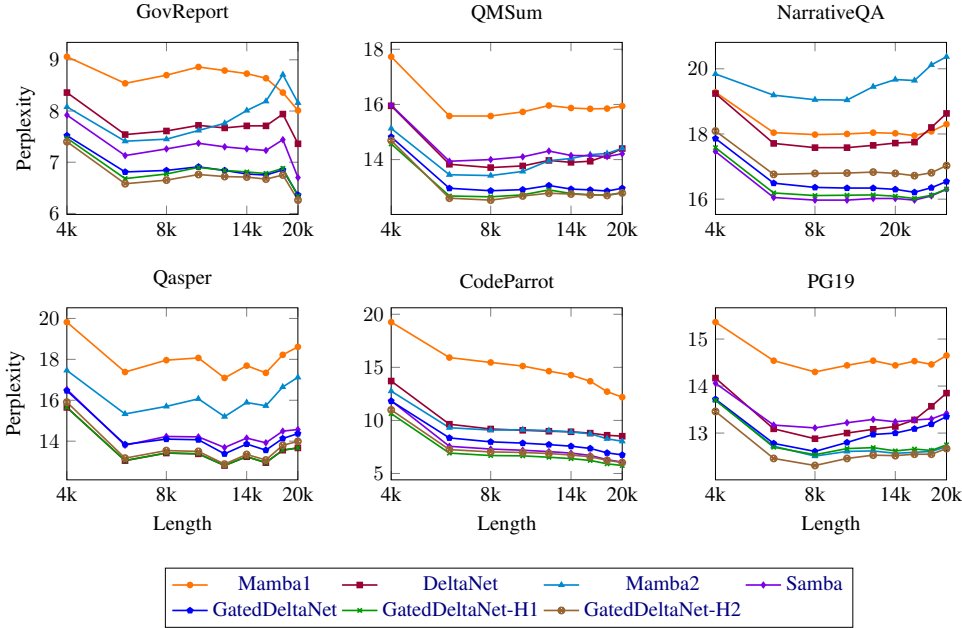 GovReport QMSum NarrativeQA
Perplexity
9
8
7
6
4k 8k 14k 20k
18
16
14
4k 8k 14k 20k
20
18
16
4k 8k 14k 20k
Qasper CodeParrot PG19
Perplexity
20
18
16
14
4k 8k 14k 20k
Length
20
15
10
5
4k 8k 14k 20k
Length
15
14
13
4k 8k 14k 20k
Length
Mamba1 DeltaNet Mamba2 Samba
GatedDeltaNet GatedDeltaNet-H1 GatedDeltaNet-H2